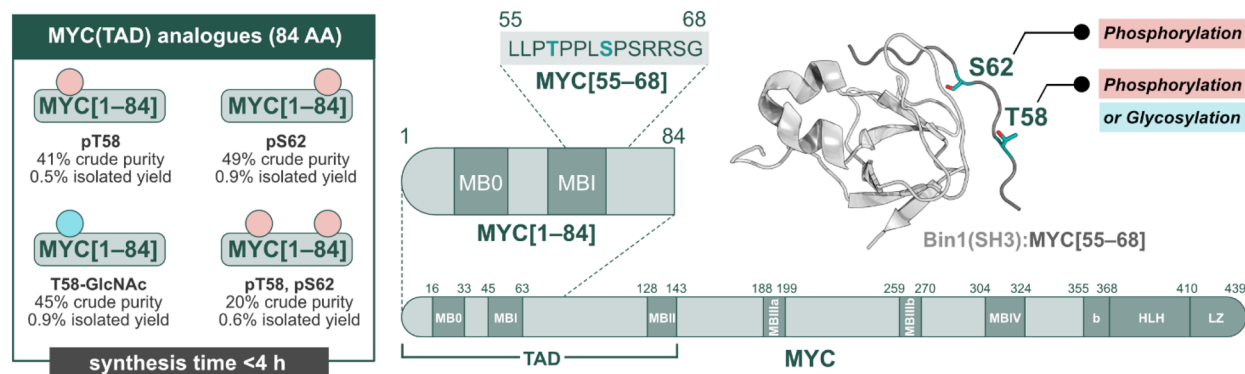 MYC(TAD) analogues (84 AA)
MYC[1–84]
pT58
41% crude purity
0.5% isolated yield
MYC[1–84]
pS62
49% crude purity
0.9% isolated yield
MYC[1–84]
T58-GlcNAc
45% crude purity
0.9% isolated yield
MYC[1–84]
pT58, pS62
20% crude purity
0.6% isolated yield
synthesis time <4 h
55 68
LLPTPPLSPSRRSG
MYC[55–68]
1 84
MB0 MBI
MYC[1–84]
S62
Phosphorylation
T58
Phosphorylation
or Glycosylation
Bin1(SH3):MYC[55–68]
16 33 45 63 128 143 188 199 259 270 304 324 355 368 410 439
MB0 MBI MBII MBIIIa MBIIIb MBIV b HLH LZ
TAD
MYC